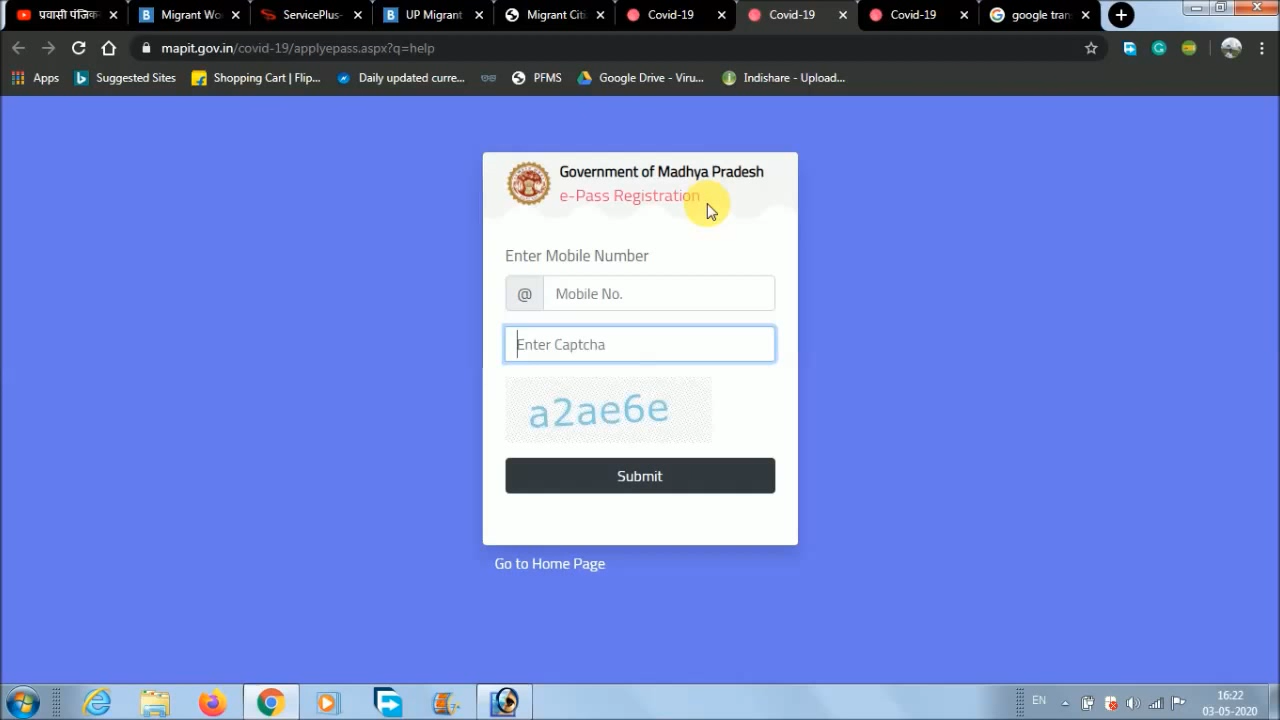 प्रवासी पंजिक
Migrant Wo
ServicePlus-
UP Migrant
Migrant Citi
Covid-19
Covid-19
Covid-19
google tran
mapit.gov.in/covid-19/applyepass.aspx?q=help
Apps
Suggested Sites
Shopping Cart | Flip...
Daily updated curre...
PFMS
Google Drive - Viru...
Indishare - Upload...
Government of Madhya Pradesh
e-Pass Registration
Enter Mobile Number
@ Mobile No.
Enter Captcha
a2ae6e
Submit
Go to Home Page
EN
16:22
03-05-2020